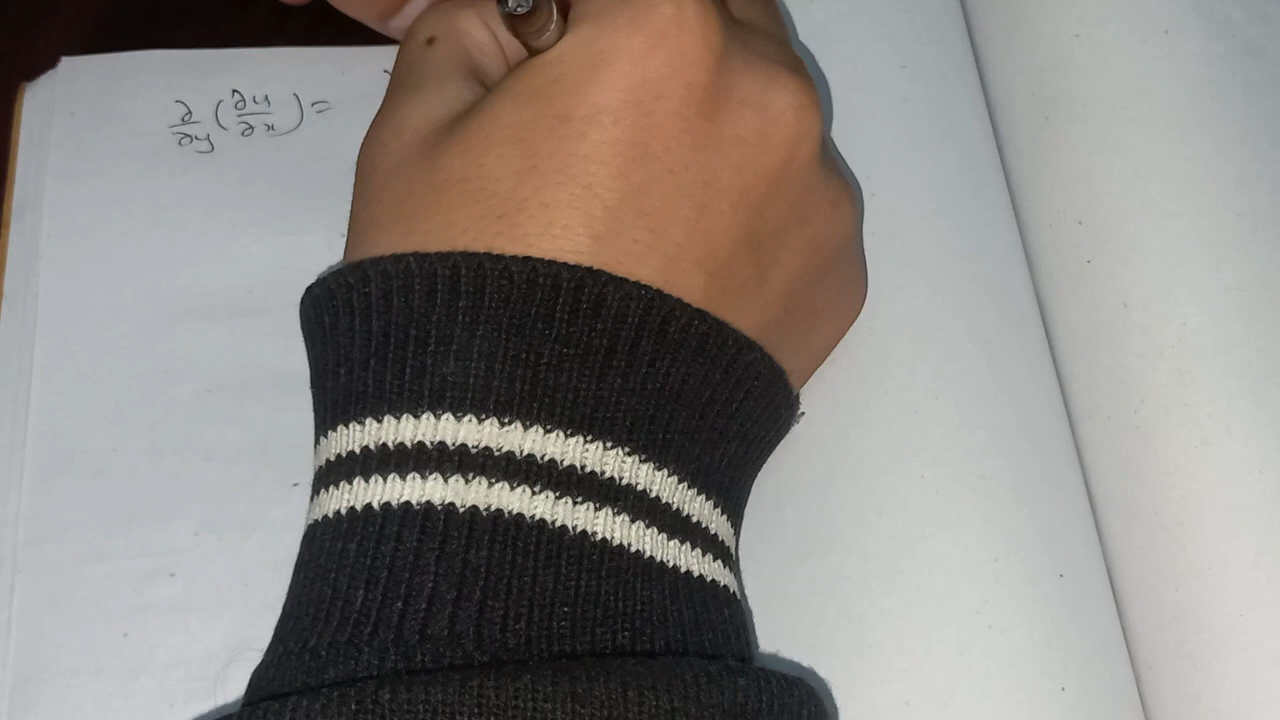 ∂/∂y (∂u/∂x) =